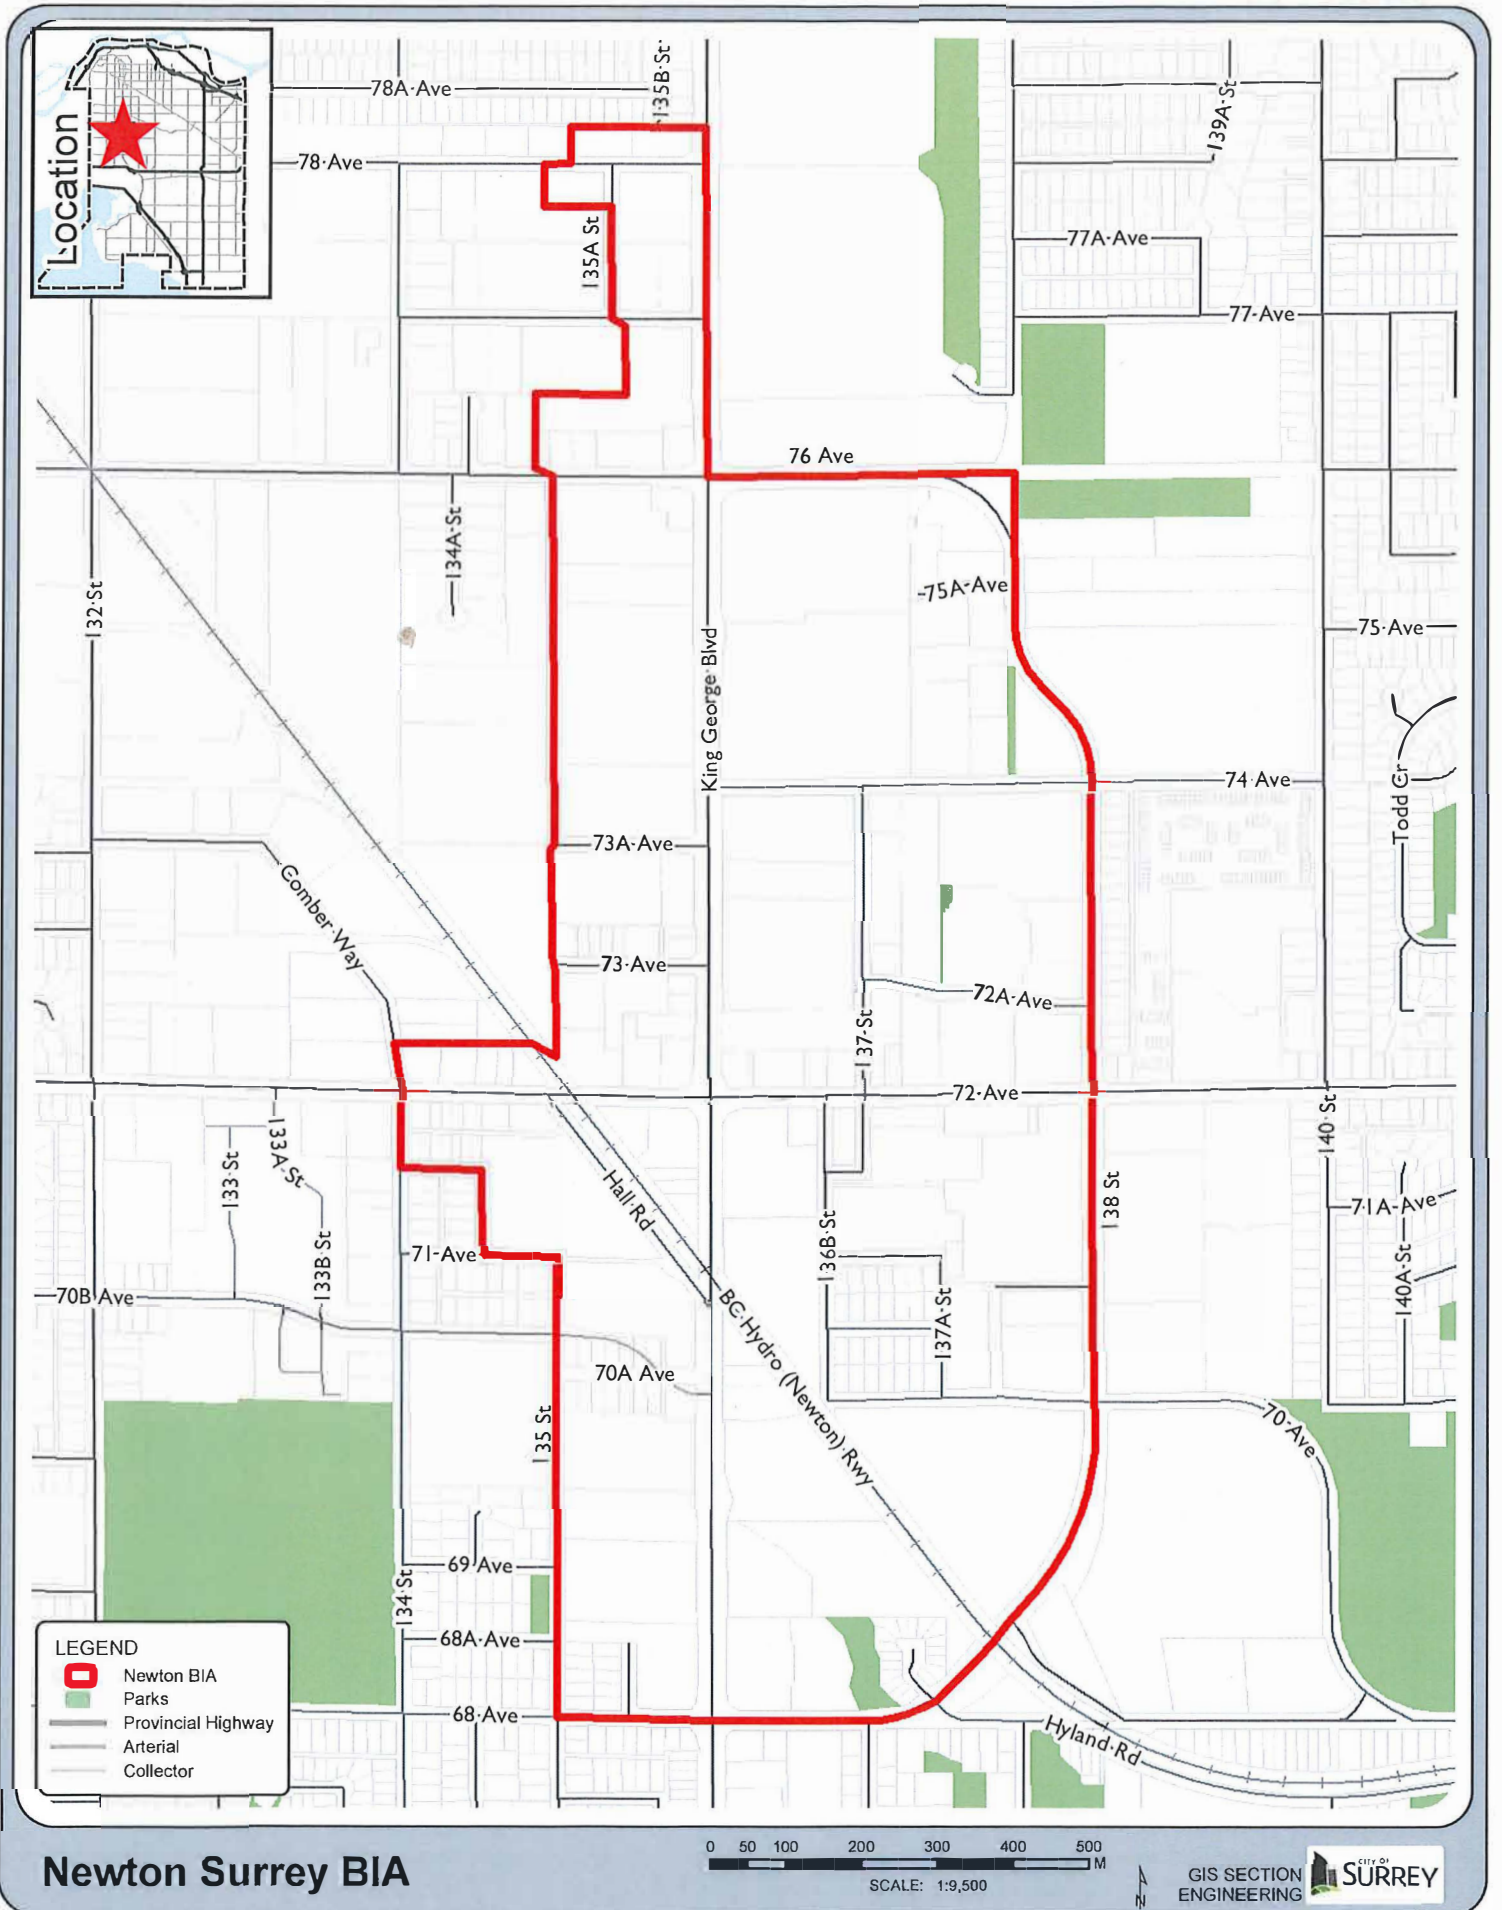 Location
78A Ave
135B St
139A St
78 Ave
77A Ave
135A St
77 Ave
76 Ave
134A St
132 St
75A Ave
75 Ave
King George Blvd
74 Ave
Todd Cr
73A Ave
Comber Way
73 Ave
72A Ave
137 St
72 Ave
133A St
140 St
133 St
Hall Rd
138 St
71A Ave
136B St
71 Ave
133B St
140A St
70B Ave
137A St
BC Hydro (Newton) Rwy
70A Ave
135 St
70 Ave
69 Ave
134 St
68A Ave
68 Ave
Hyland Rd
LEGEND
Newton BIA
Parks
Provincial Highway
Arterial
Collector
Newton Surrey BIA
0 50 100 200 300 400 500
M
SCALE: 1:9,500
N
GIS SECTION
ENGINEERING
CITY OF
SURREY